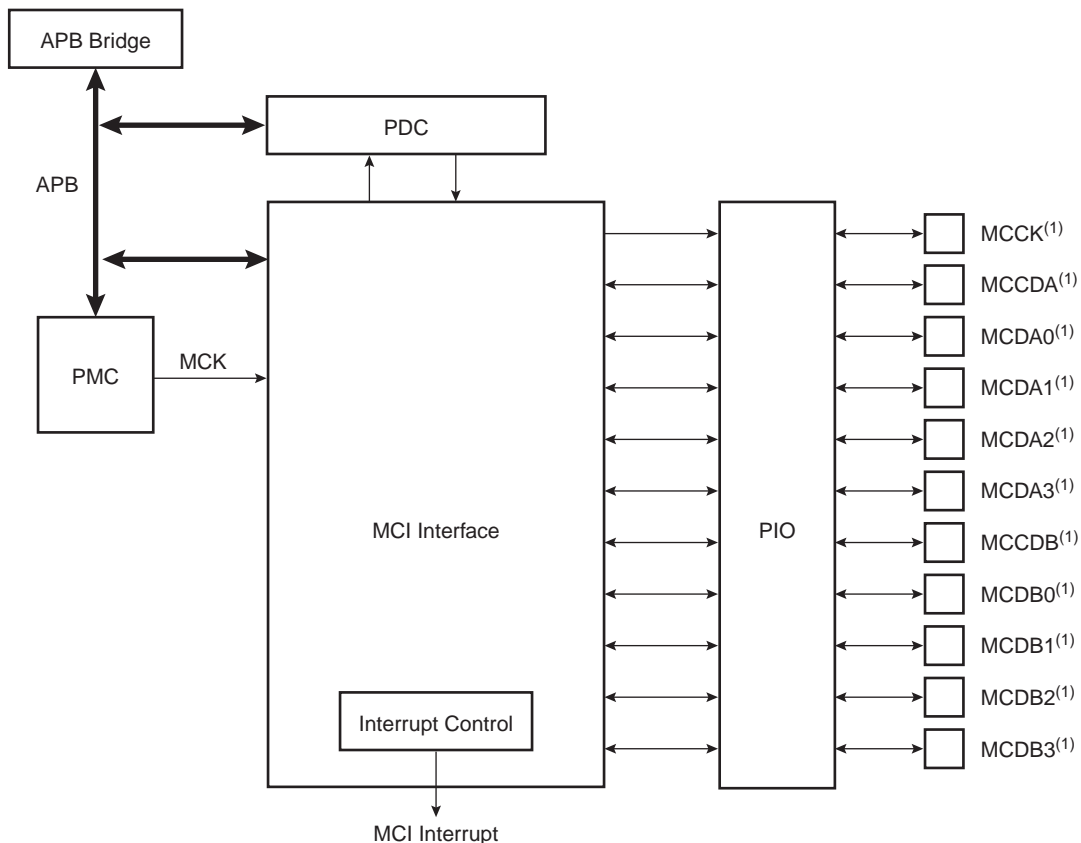 APB Bridge
PDC
APB
MCCK(1)
MCCDA(1)
MCDA0(1)
MCK
PMC
MCDA1(1)
MCDA2(1)
MCDA3(1)
MCI Interface
PIO
MCCDB(1)
MCDB0(1)
MCDB1(1)
MCDB2(1)
Interrupt Control
MCDB3(1)
MCI Interrupt